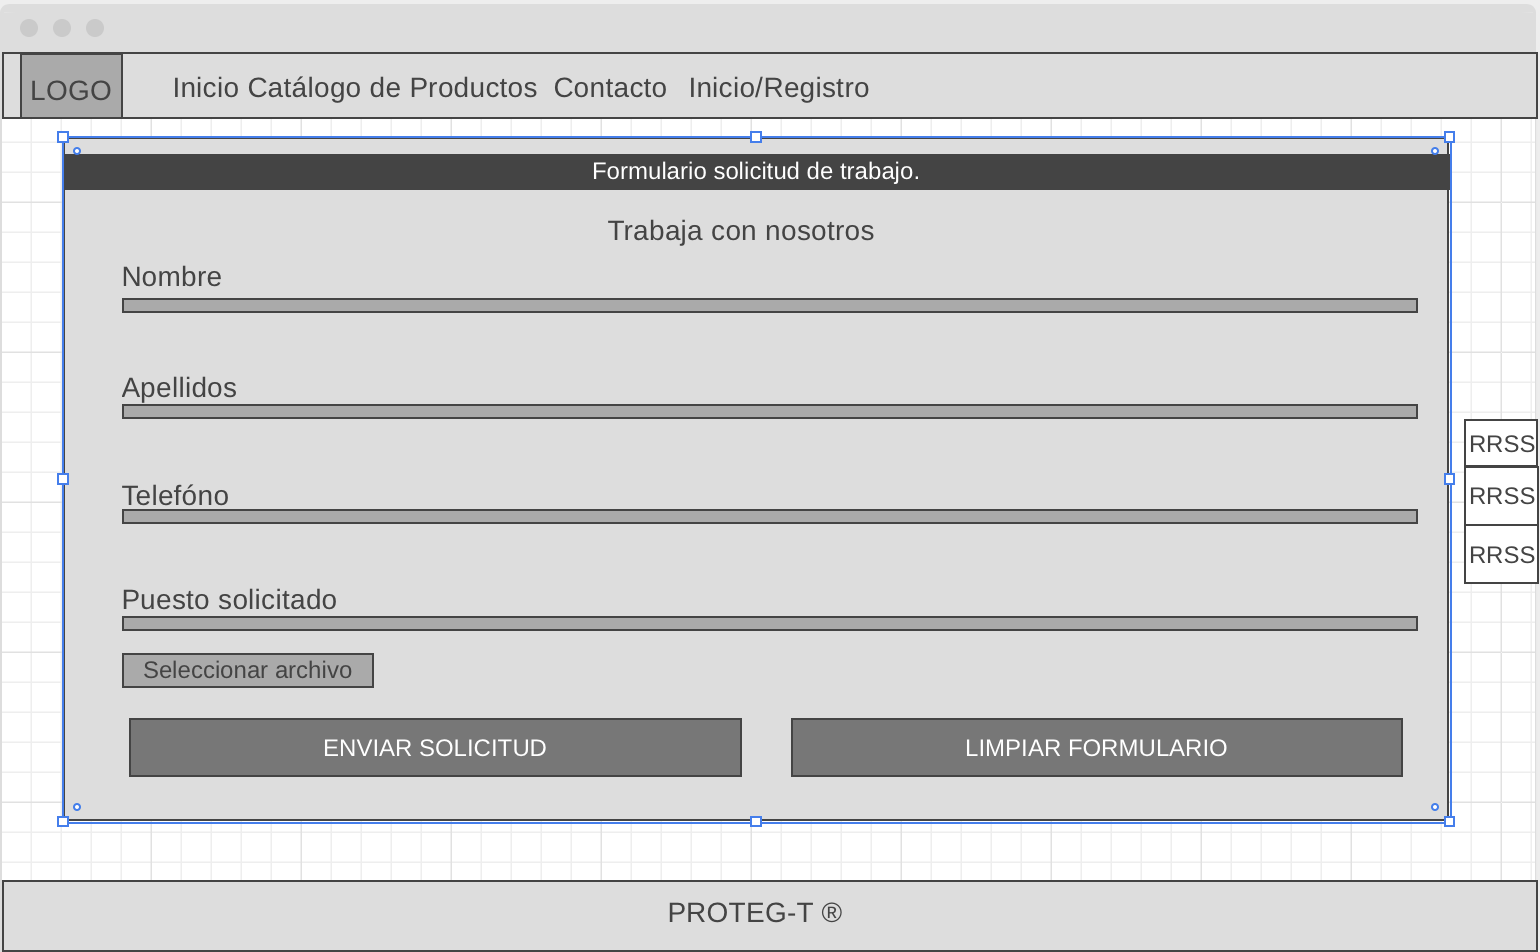 LOGO
Inicio Catálogo de Productos Contacto Inicio/Registro
Formulario solicitud de trabajo.
Trabaja con nosotros
Nombre
Apellidos
Telefóno
Puesto solicitado
Seleccionar archivo
ENVIAR SOLICITUD
LIMPIAR FORMULARIO
RRSS
RRSS
RRSS
PROTEG-T ®